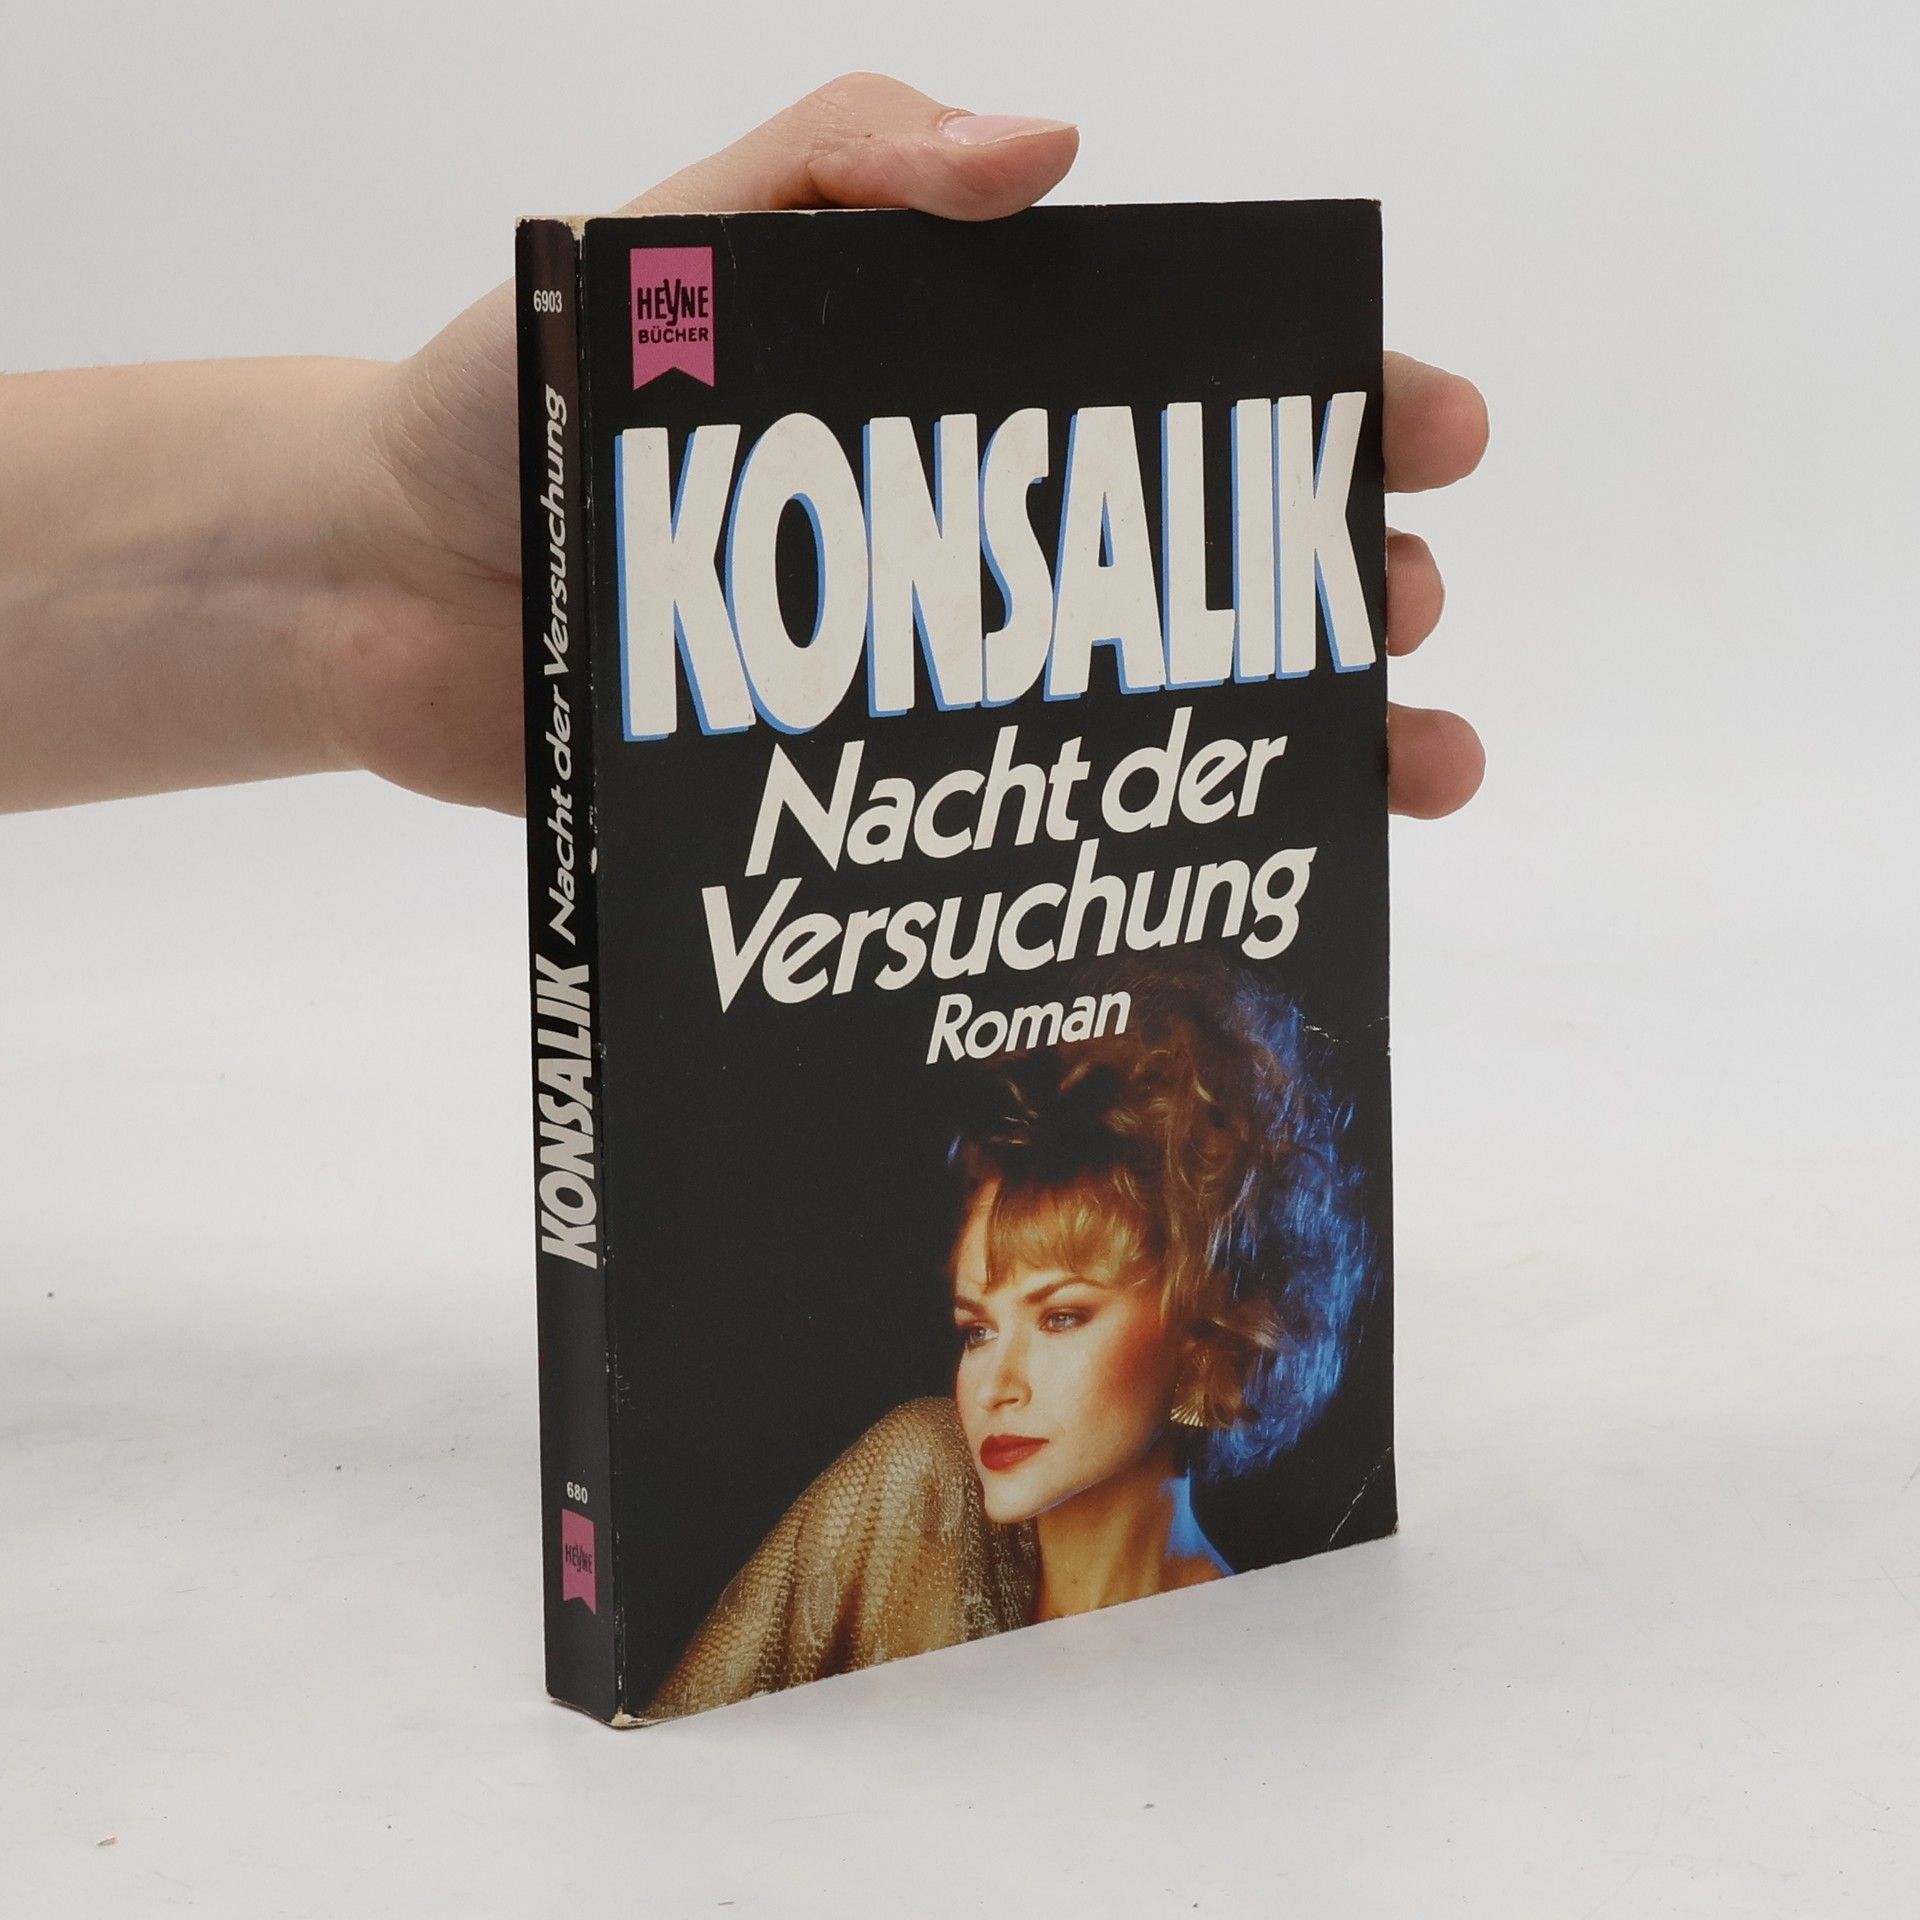 HEYNE
BÜCHER
KONSALIK
Nacht der
Versuchung
Roman
6903
KONSALIK Nacht der Versuchung
680
HEYNE